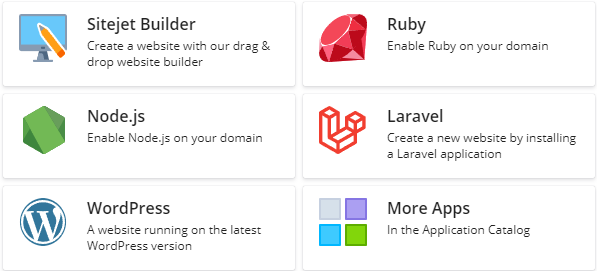 Sitejet Builder
Create a website with our drag &
drop website builder
Ruby
Enable Ruby on your domain
Node.js
Enable Node.js on your domain
Laravel
Create a new website by installing
a Laravel application
WordPress
A website running on the latest
WordPress version
More Apps
In the Application Catalog